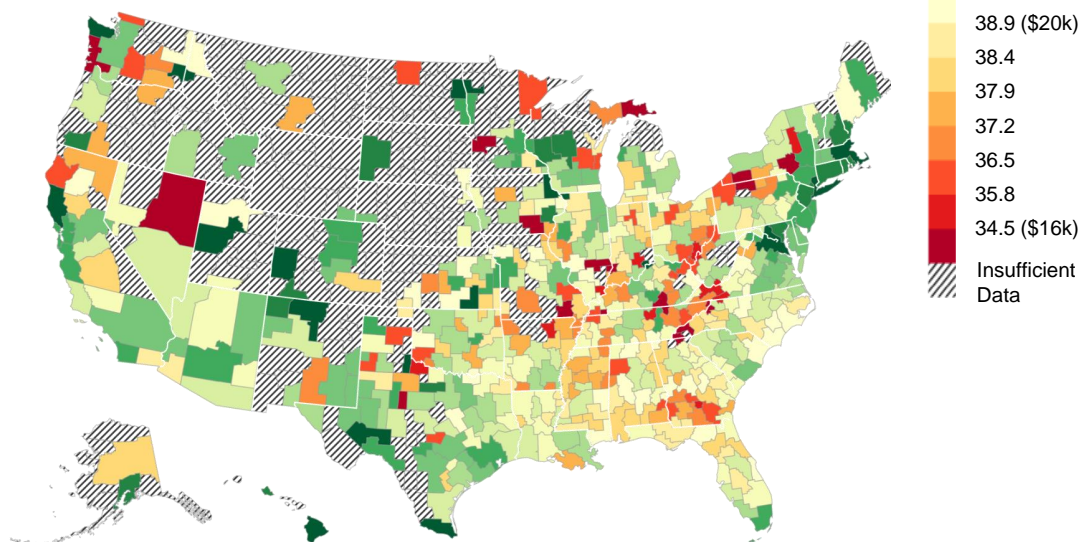 38.9 ($20k)
38.4
37.9
37.2
36.5
35.8
34.5 ($16k)
Insufficient
Data